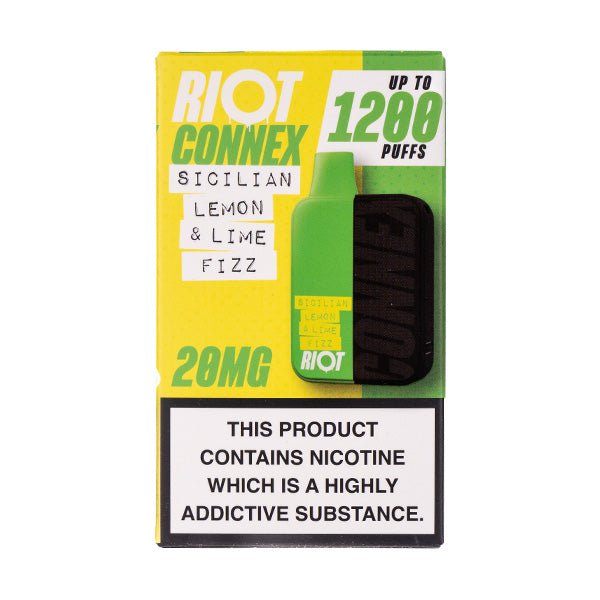 RIOT
CONNEX
SICILIAN
LEMON
& LIME
FIZZ
20MG
UP TO
1200
PUFFS
SICILIAN
LEMON
& LIME
FIZZ
RIOT
CONNEX
THIS PRODUCT
CONTAINS NICOTINE
WHICH IS A HIGHLY
ADDICTIVE SUBSTANCE.